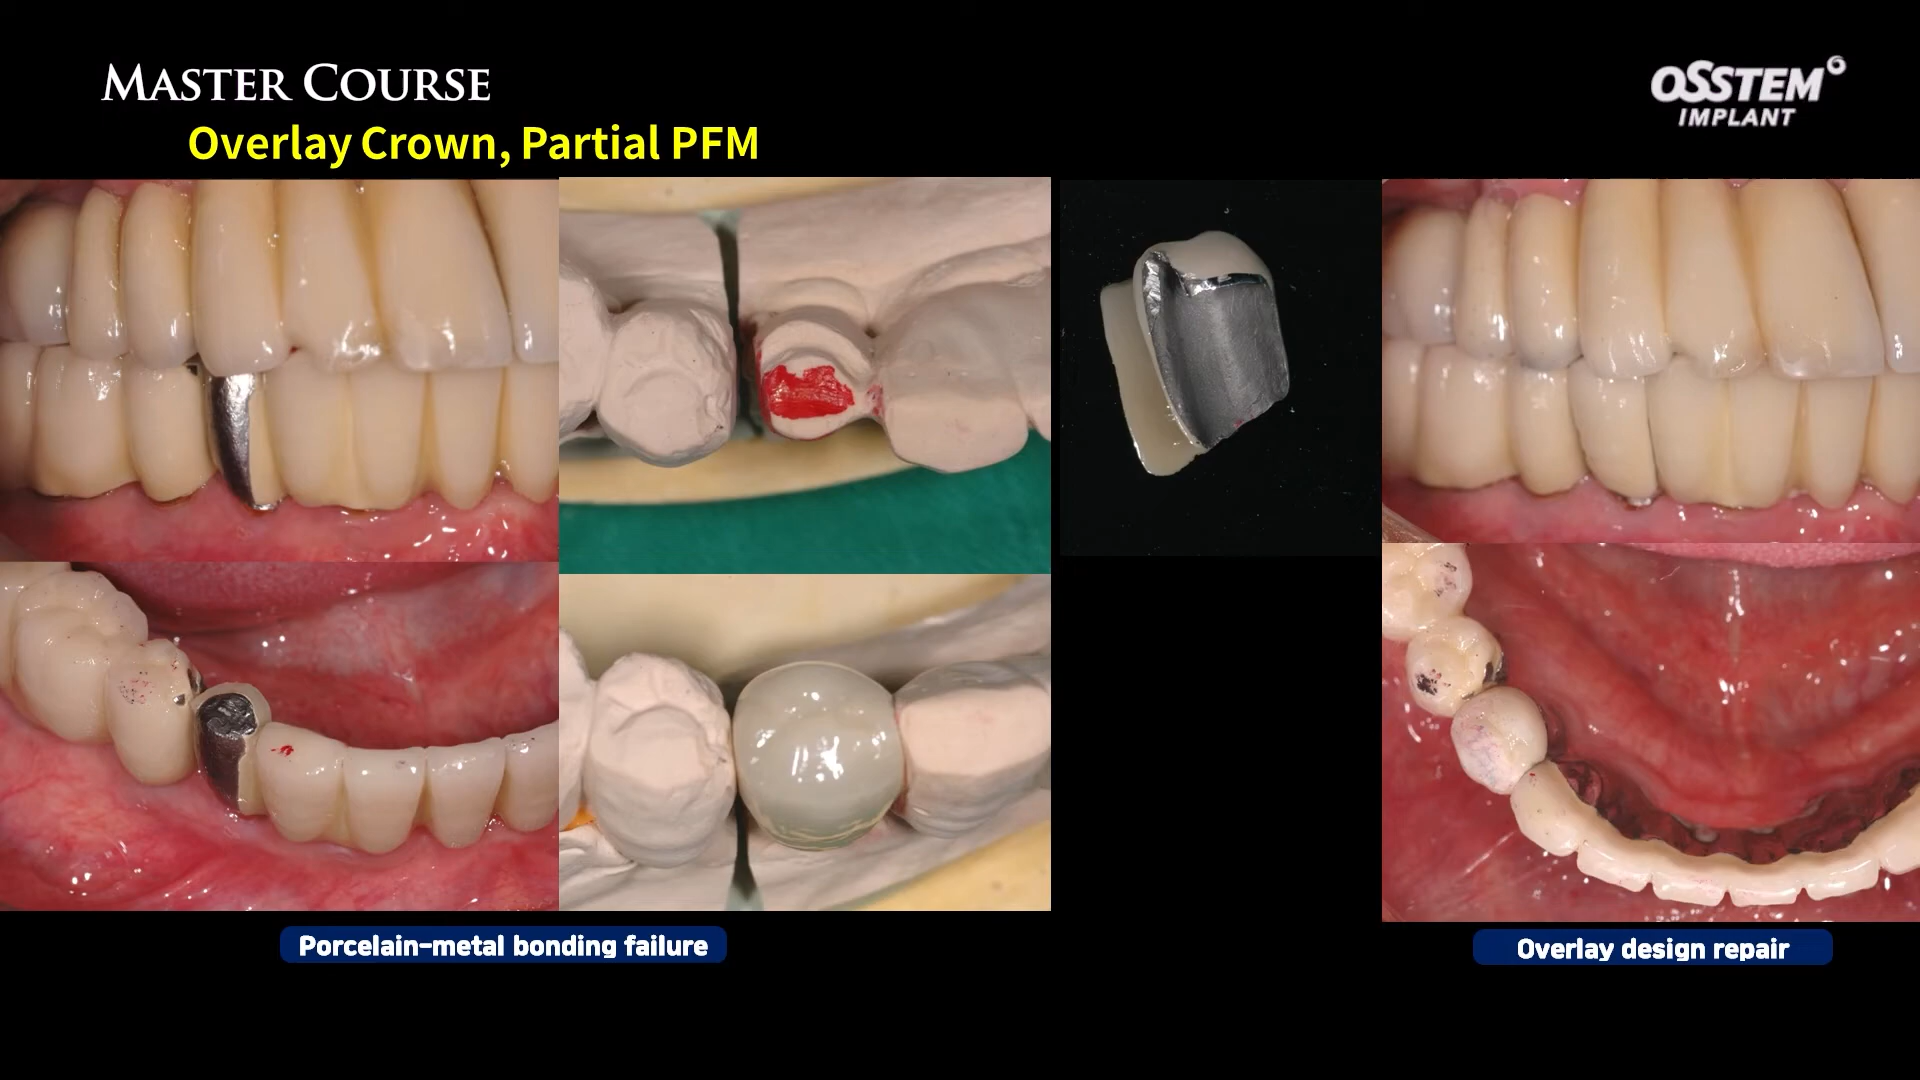 MASTER COURSE
Overlay Crown, Partial PFM
OSSTEM
IMPLANT
Porcelain-metal bonding failure
Overlay design repair